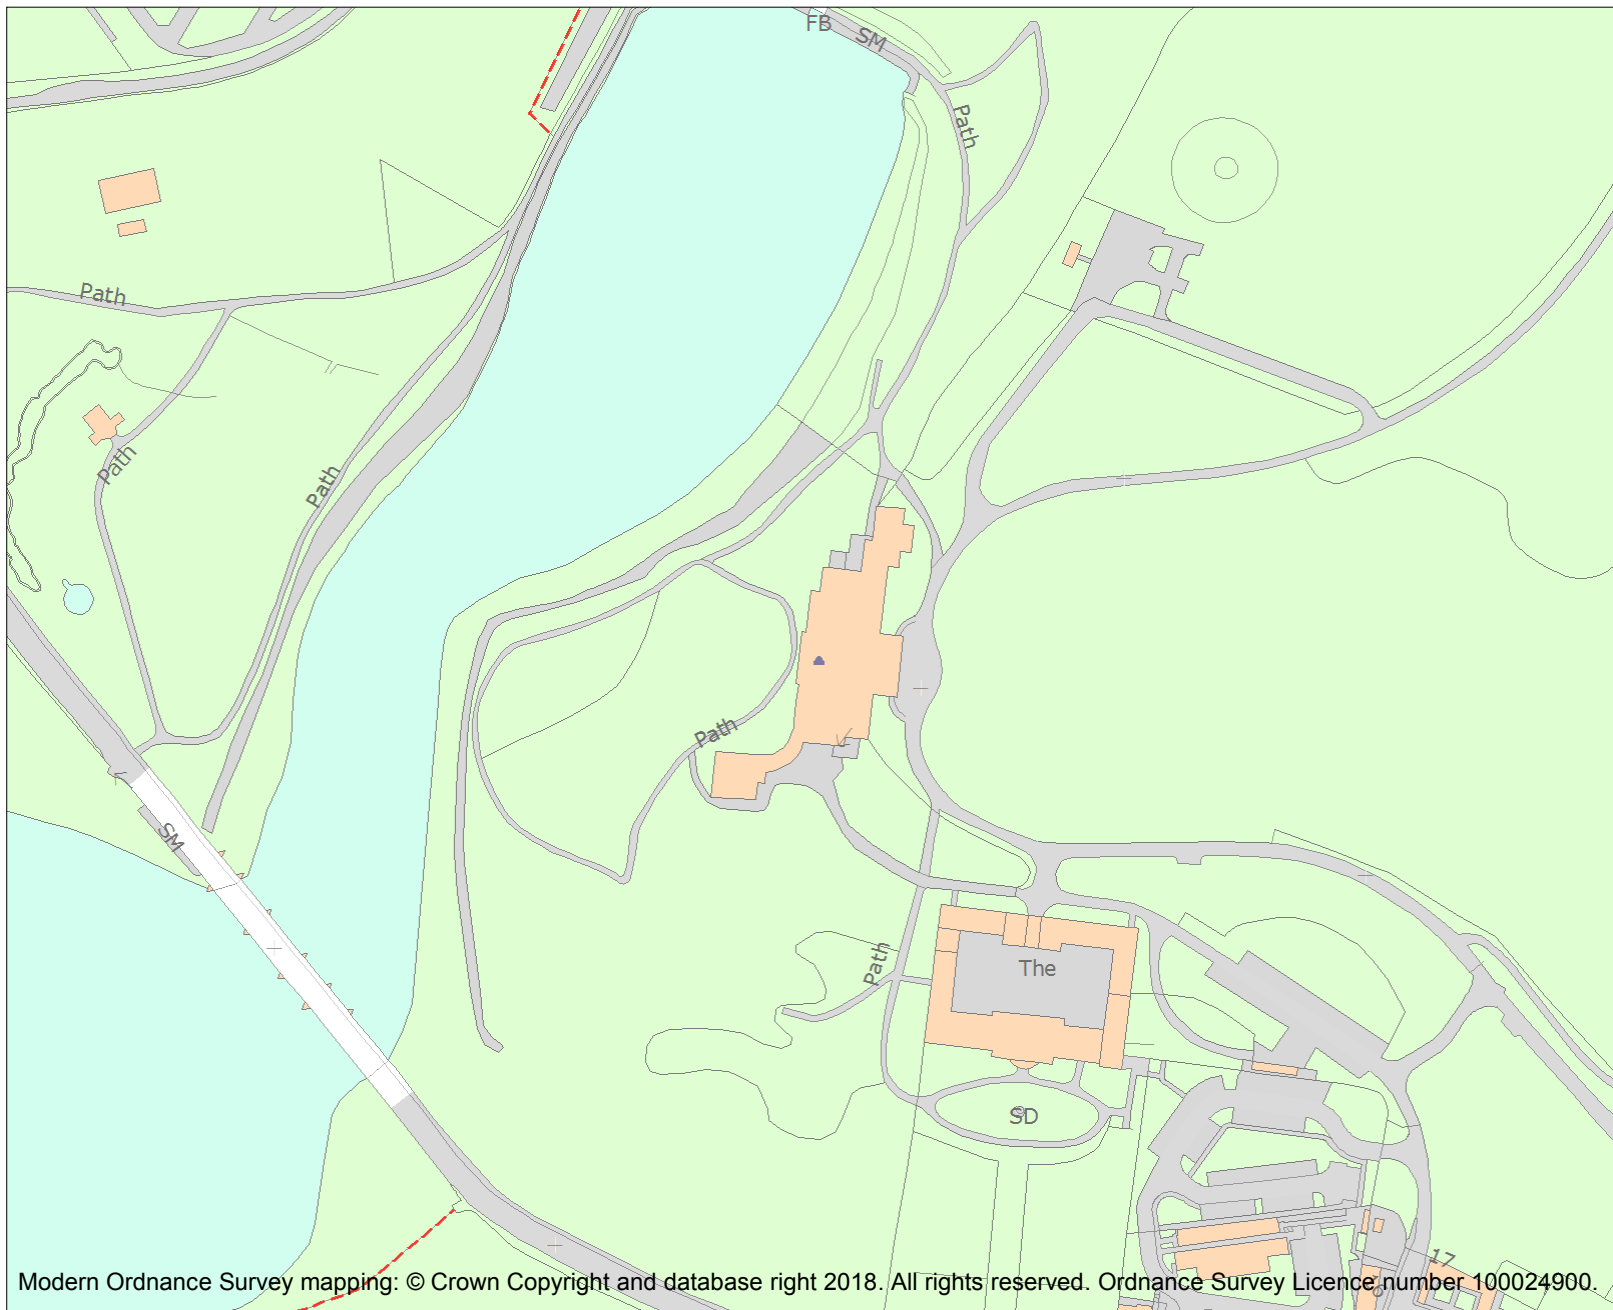 FB
SM
Path
Path
Path
Path
Path
SM
Path
The
SD
17
Modern Ordnance Survey mapping: © Crown Copyright and database right 2018. All rights reserved. Ordnance Survey Licence number 100024900.